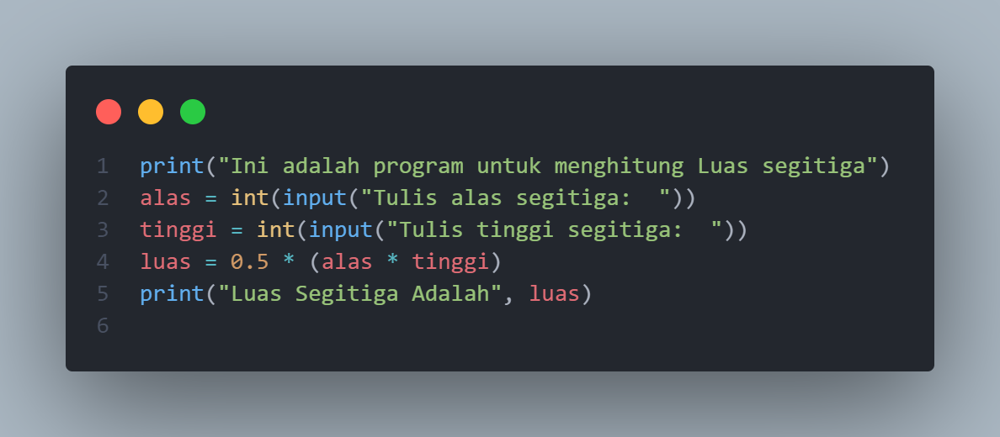 1 print("Ini adalah program untuk menghitung Luas segitiga")
2 alas = int(input("Tulis alas segitiga:  "))
3 tinggi = int(input("Tulis tinggi segitiga:  "))
4 luas = 0.5 * (alas * tinggi)
5 print("Luas Segitiga Adalah", luas)
6